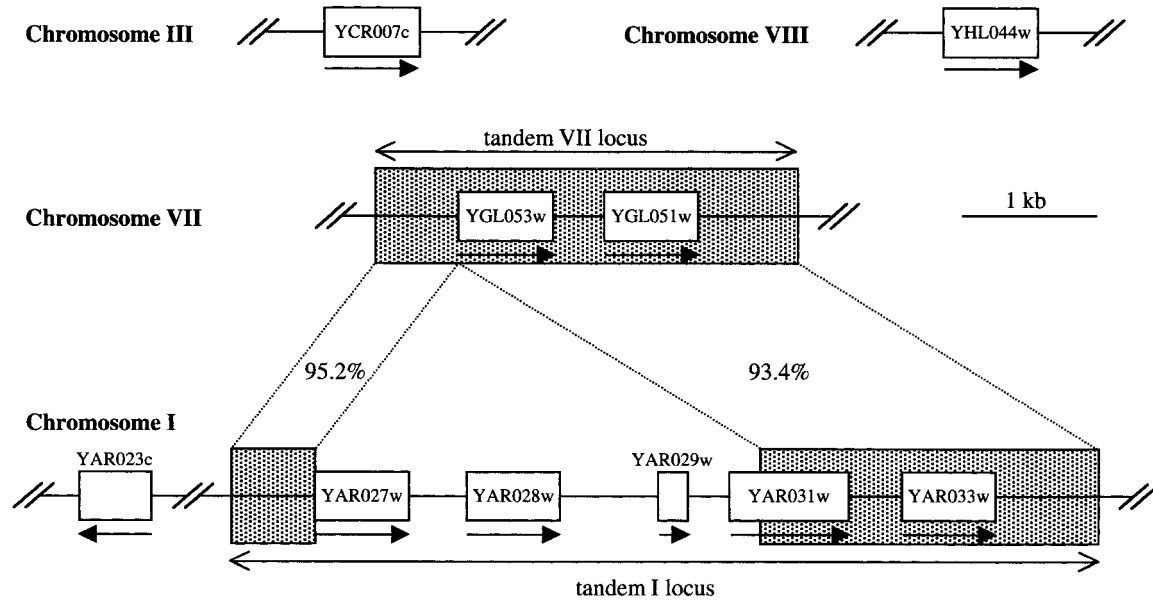 Chromosome III
YCR007c
Chromosome VIII
YHL044w
tandem VII locus
Chromosome VII
YGL053w
YGL051w
1 kb
95.2%
93.4%
Chromosome I
YAR023c
YAR027w
YAR028w
YAR029w
YAR031w
YAR033w
tandem I locus